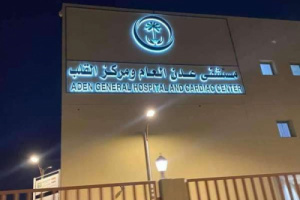 مستشفى عدن العام ومركز القلب
ADEN GENERAL HOSPITAL AND CARDIAC CENTER